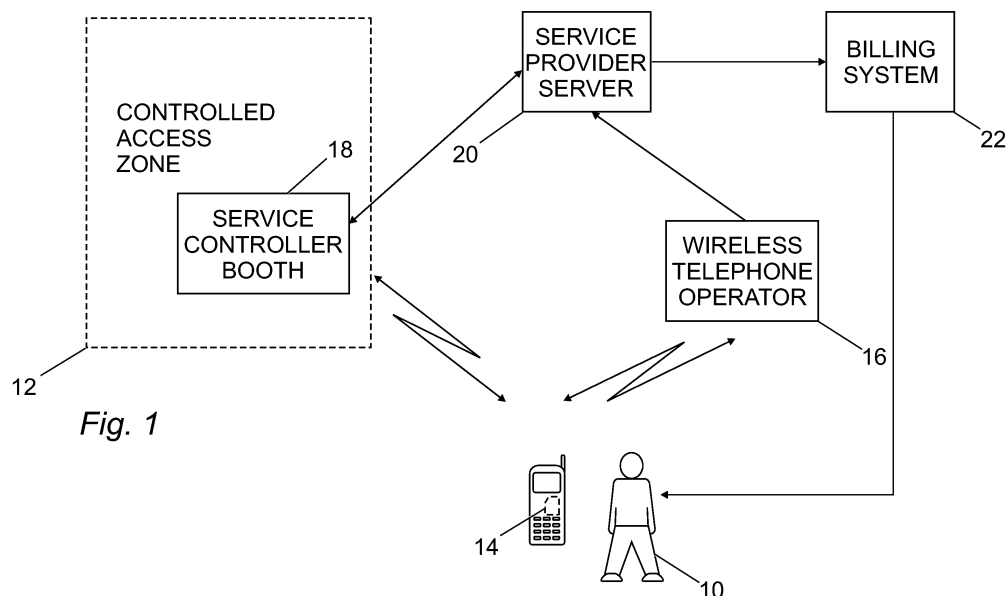 SERVICE
PROVIDER
SERVER
20
BILLING
SYSTEM
22
CONTROLLED
ACCESS
ZONE
18
SERVICE
CONTROLLER
BOOTH
12
WIRELESS
TELEPHONE
OPERATOR
16
Fig. 1
14
10